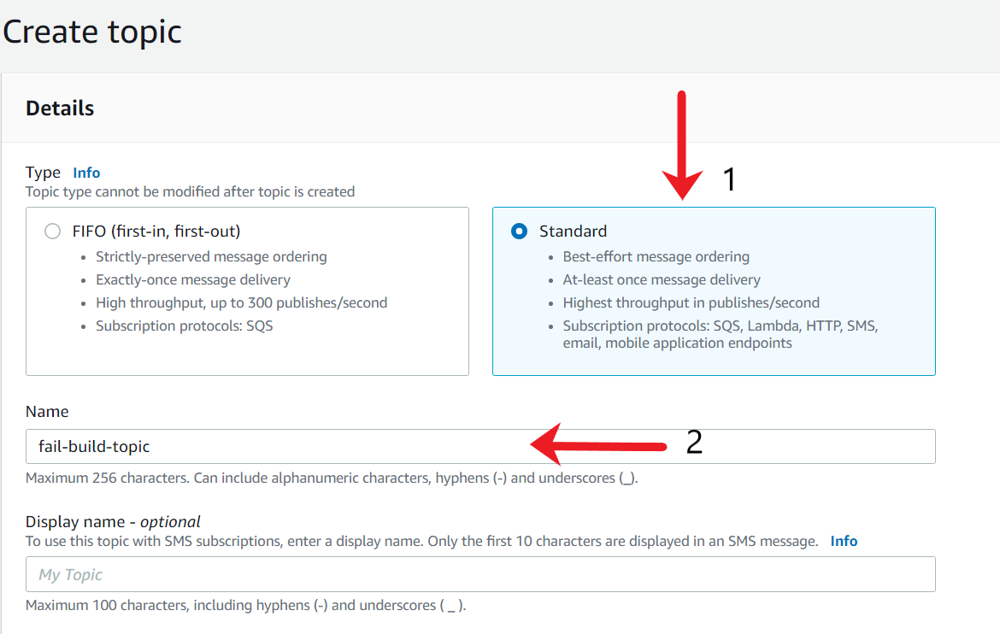 Create topic
Details
Type Info
Topic type cannot be modified after topic is created
1
FIFO (first-in, first-out)
• Strictly-preserved message ordering
• Exactly-once message delivery
• High throughput, up to 300 publishes/second
• Subscription protocols: SQS
Standard
• Best-effort message ordering
• At-least once message delivery
• Highest throughput in publishes/second
• Subscription protocols: SQS, Lambda, HTTP, SMS,
email, mobile application endpoints
Name
fail-build-topic
2
Maximum 256 characters. Can include alphanumeric characters, hyphens (-) and underscores (_).
Display name - optional
To use this topic with SMS subscriptions, enter a display name. Only the first 10 characters are displayed in an SMS message. Info
My Topic
Maximum 100 characters, including hyphens (-) and underscores ( _ ).